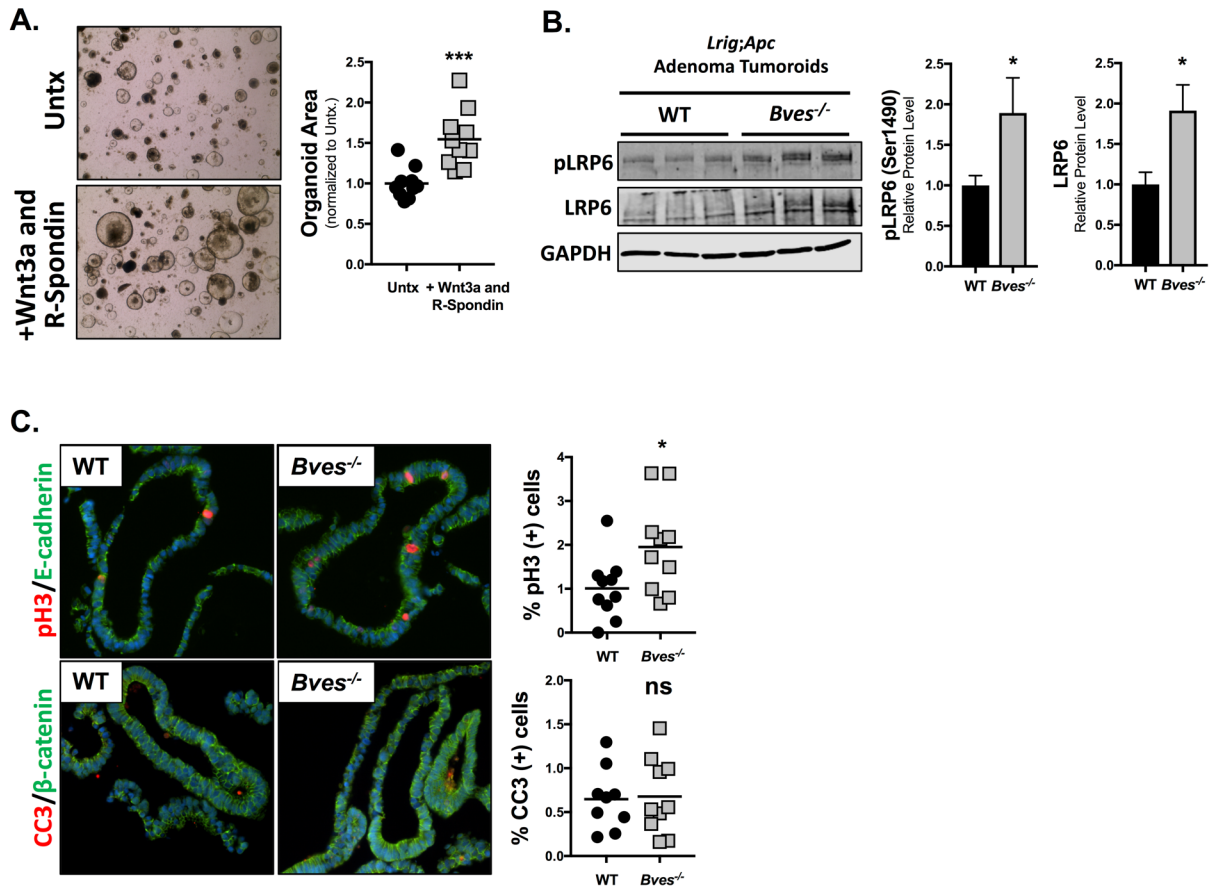 A.
Untx
+Wnt3a and
R-Spondin
Organoid Area
(normalized to Untx.)
2.5
2.0
1.5
1.0
0.5
0.0
***
Untx
+ Wnt3a and
R-Spondin
B.
Lrig;Apc
Adenoma Tumoroids
WT
Bves-/-
pLRP6
LRP6
GAPDH
pLRP6 (Ser1490)
Relative Protein Level
2.5
2.0
1.5
1.0
0.5
0.0
*
WT Bves-/-
LRP6
Relative Protein Level
2.5
2.0
1.5
1.0
0.5
0.0
*
WT Bves-/-
C.
pH3/E-cadherin
WT
Bves-/-
% pH3 (+) cells
4
3
2
1
0
*
WT
Bves-/-
CC3/β-catenin
WT
Bves-/-
% CC3 (+) cells
2.0
1.5
1.0
0.5
0.0
ns
WT
Bves-/-